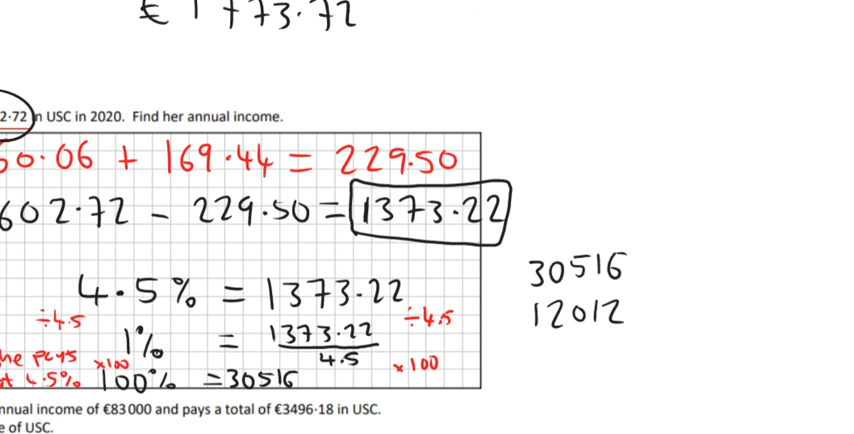 € 1773.72
2·72 in USC in 2020. Find her annual income.
60.06 + 169.44 = 229.50
602.72 - 229.50 = 1373.22
30516
4.5% = 1373.22
12012
÷4.5 ÷4.5
1% = 1373.22
4.5
he pays ×100 ×100
at 4.5% 100% = 30516
nnual income of €83 000 and pays a total of €3496·18 in USC.
e of USC.